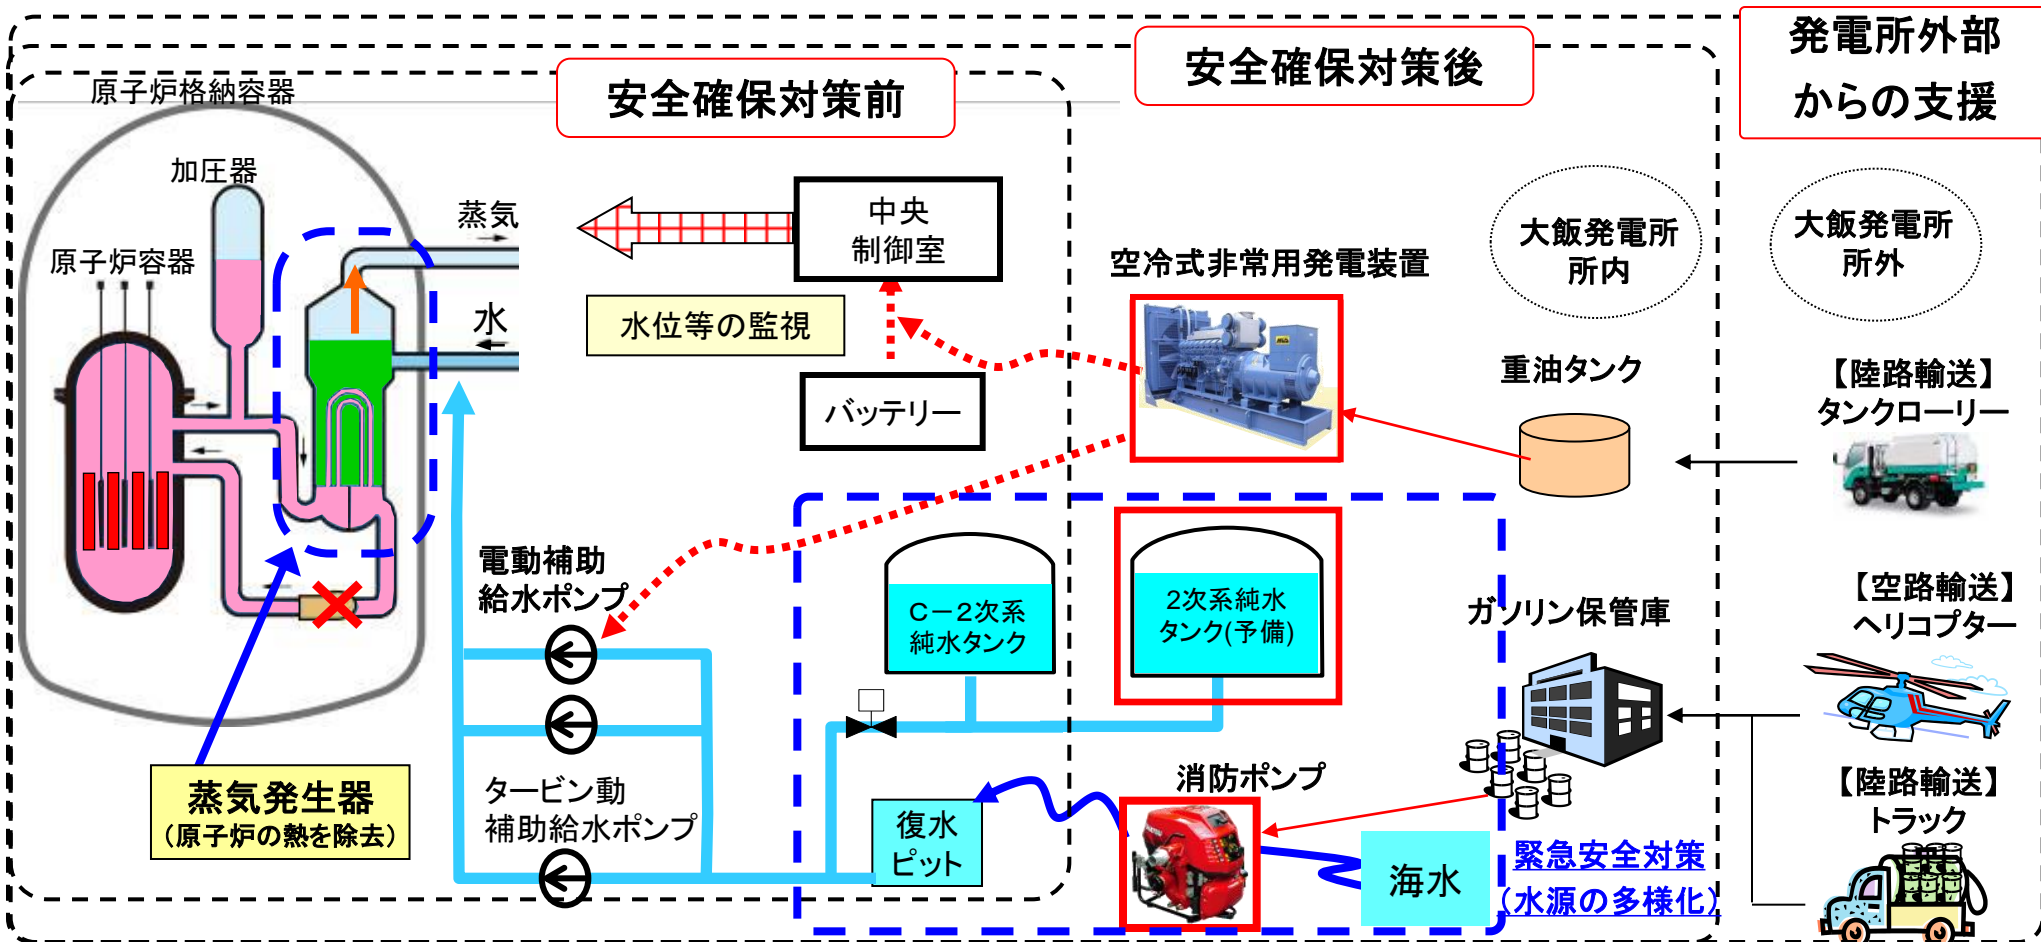 発電所外部
からの支援
安全確保対策後
安全確保対策前
原子炉格納容器
加圧器
原子炉容器
蒸気
水
中央
制御室
水位等の監視
バッテリー
空冷式非常用発電装置
大飯発電所
所内
大飯発電所
所外
重油タンク
【陸路輸送】
タンクローリー
電動補助
給水ポンプ
C－2次系
純水タンク
2次系純水
タンク(予備)
ガソリン保管庫
【空路輸送】
ヘリコプター
蒸気発生器
（原子炉の熱を除去）
タービン動
補助給水ポンプ
復水
ピット
消防ポンプ
海水
緊急安全対策
（水源の多様化）
【陸路輸送】
トラック